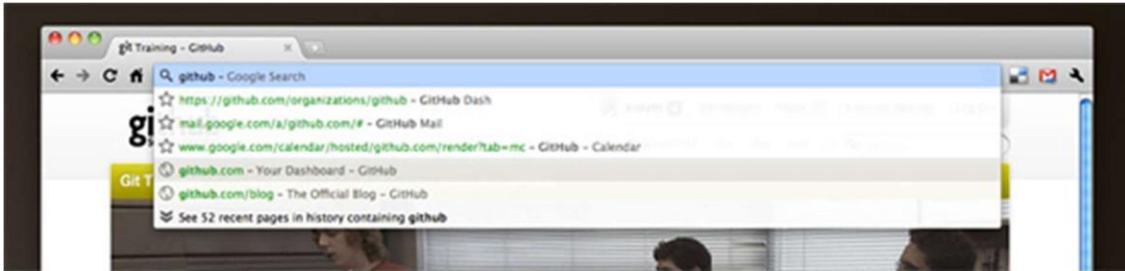 git Training – GitHub
github – Google Search
https://github.com/organizations/github – GitHub Dash
mail.google.com/a/github.com/# – GitHub Mail
www.google.com/calendar/hosted/github.com/render?tab=mc – GitHub – Calendar
github.com – Your Dashboard – GitHub
Git T
github.com/blog – The Official Blog – GitHub
See 52 recent pages in history containing github